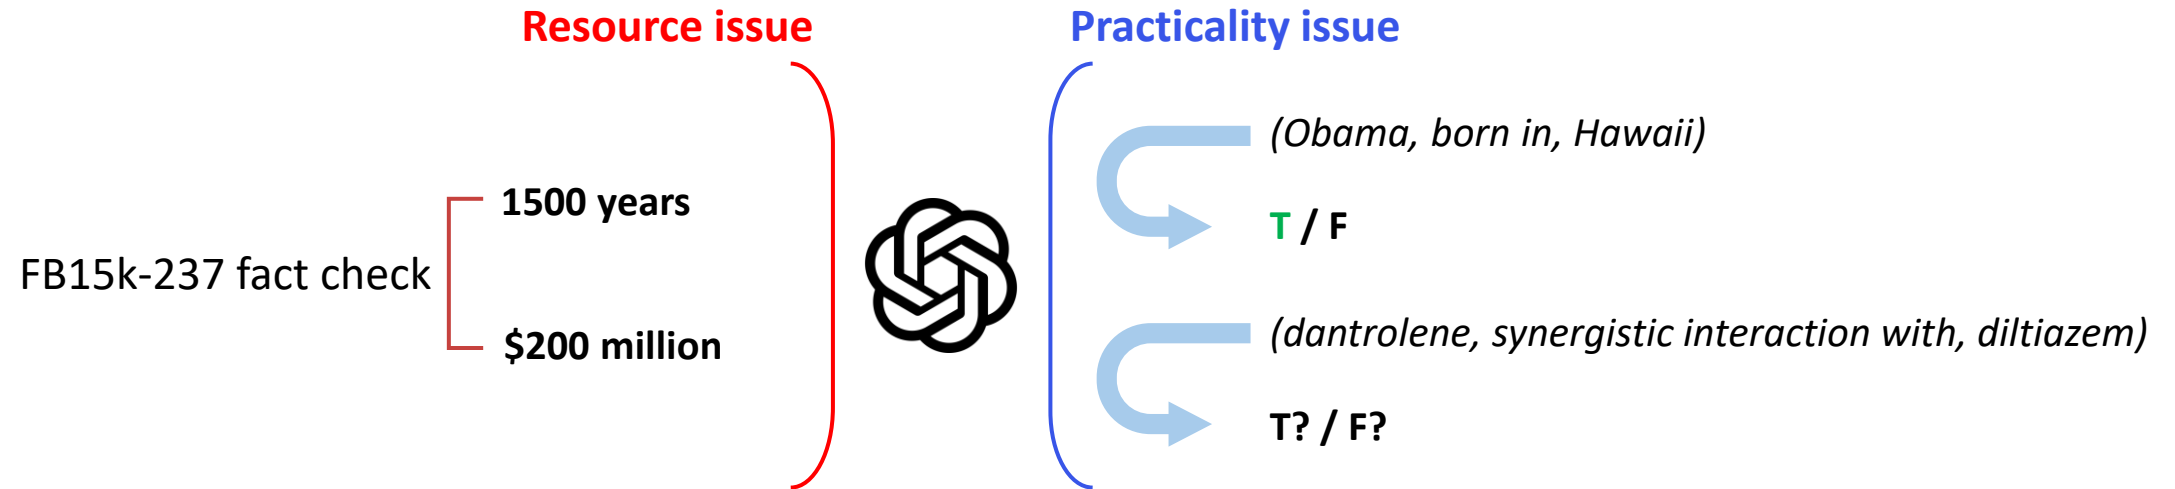 Resource issue
Practicality issue
FB15k-237 fact check
1500 years
$200 million
(Obama, born in, Hawaii)
T / F
(dantrolene, synergistic interaction with, diltiazem)
T? / F?